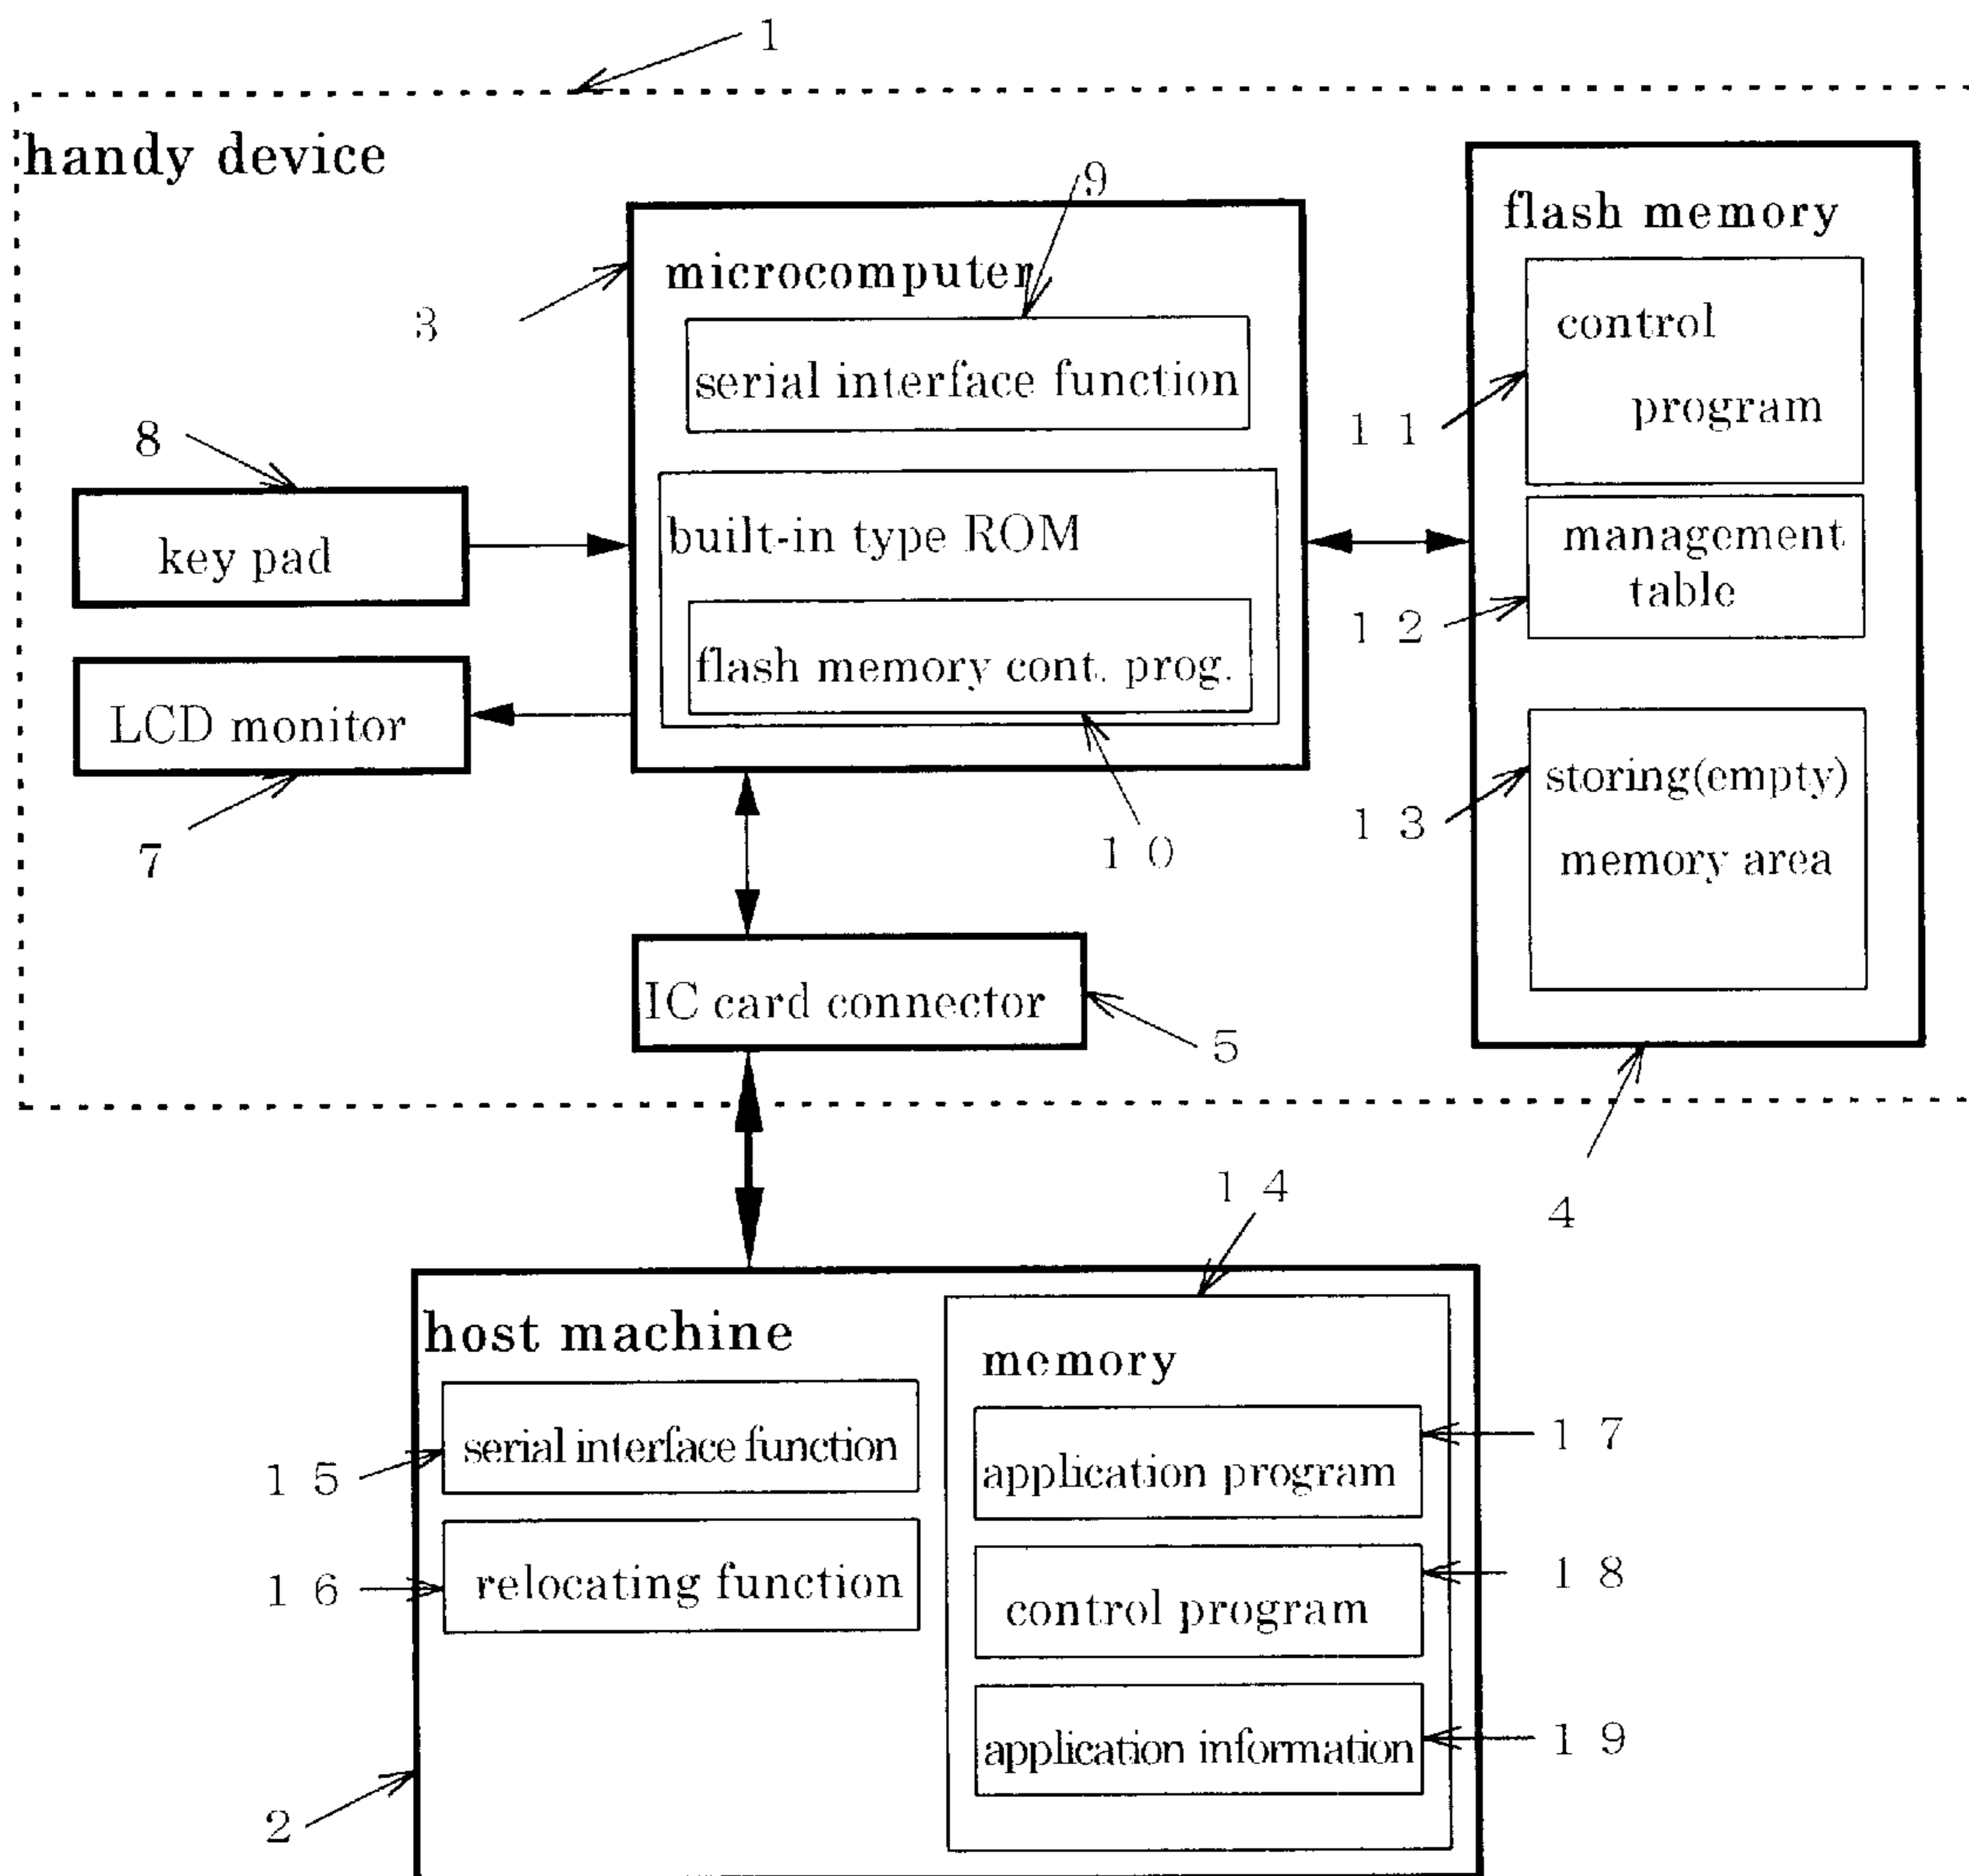 1
handy device
9
flash memory
microcomputer
3
control
serial interface function
program
1 1
8
built-in type ROM
management
key pad
table
1 2
flash memory cont. prog.
LCD monitor
storing(empty)
1 3
7
1 0
memory area
IC card connector
5
1 4
4
host machine
memory
1 7
serial interface function
1 5
application program
1 8
relocating function
1 6
control program
1 9
application information
2